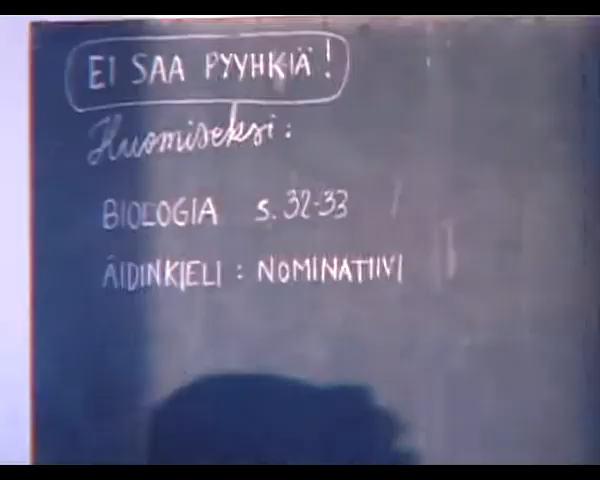 EI SAA PYYHKIÄ!
Huomiseksi:
BIOLOGIA s. 32-33
ÄIDINKIELI: NOMINATIIVI